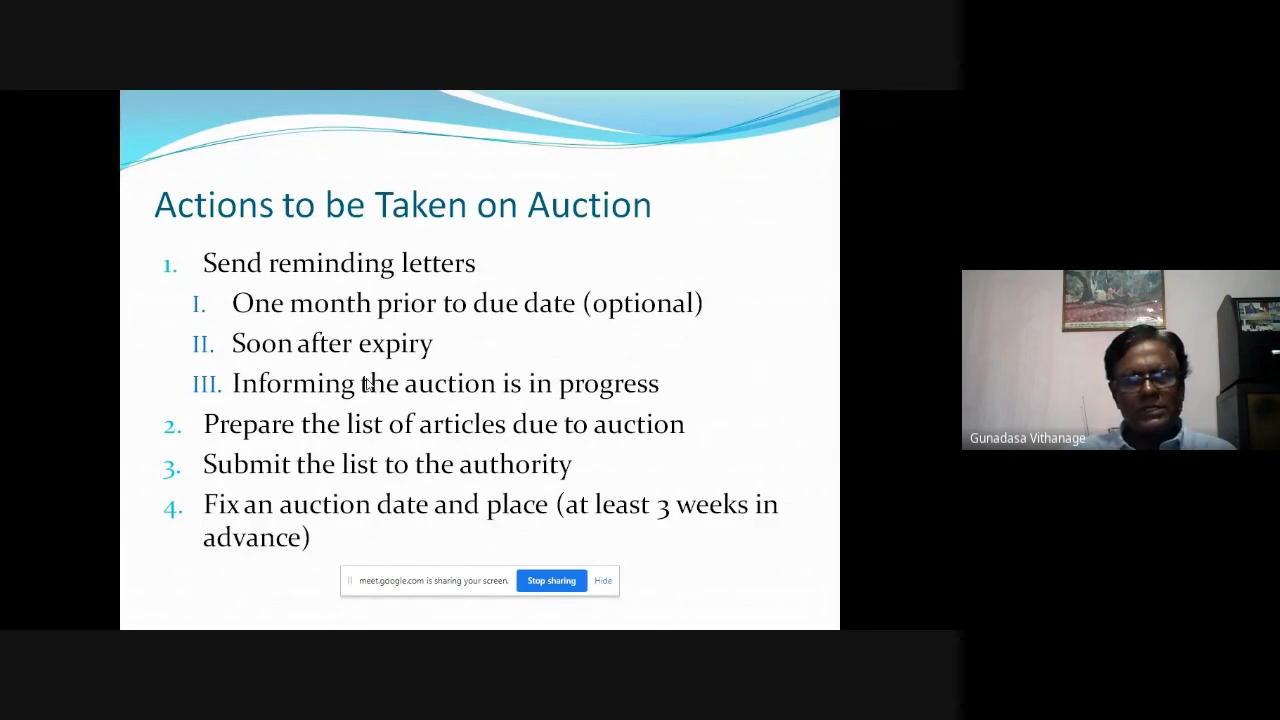 Actions to be Taken on Auction
1. Send reminding letters
I. One month prior to due date (optional)
II. Soon after expiry
III. Informing the auction is in progress
2. Prepare the list of articles due to auction
3. Submit the list to the authority
4. Fix an auction date and place (at least 3 weeks in
advance)
meet.google.com is sharing your screen. Stop sharing Hide
Gunadasa Vithanage